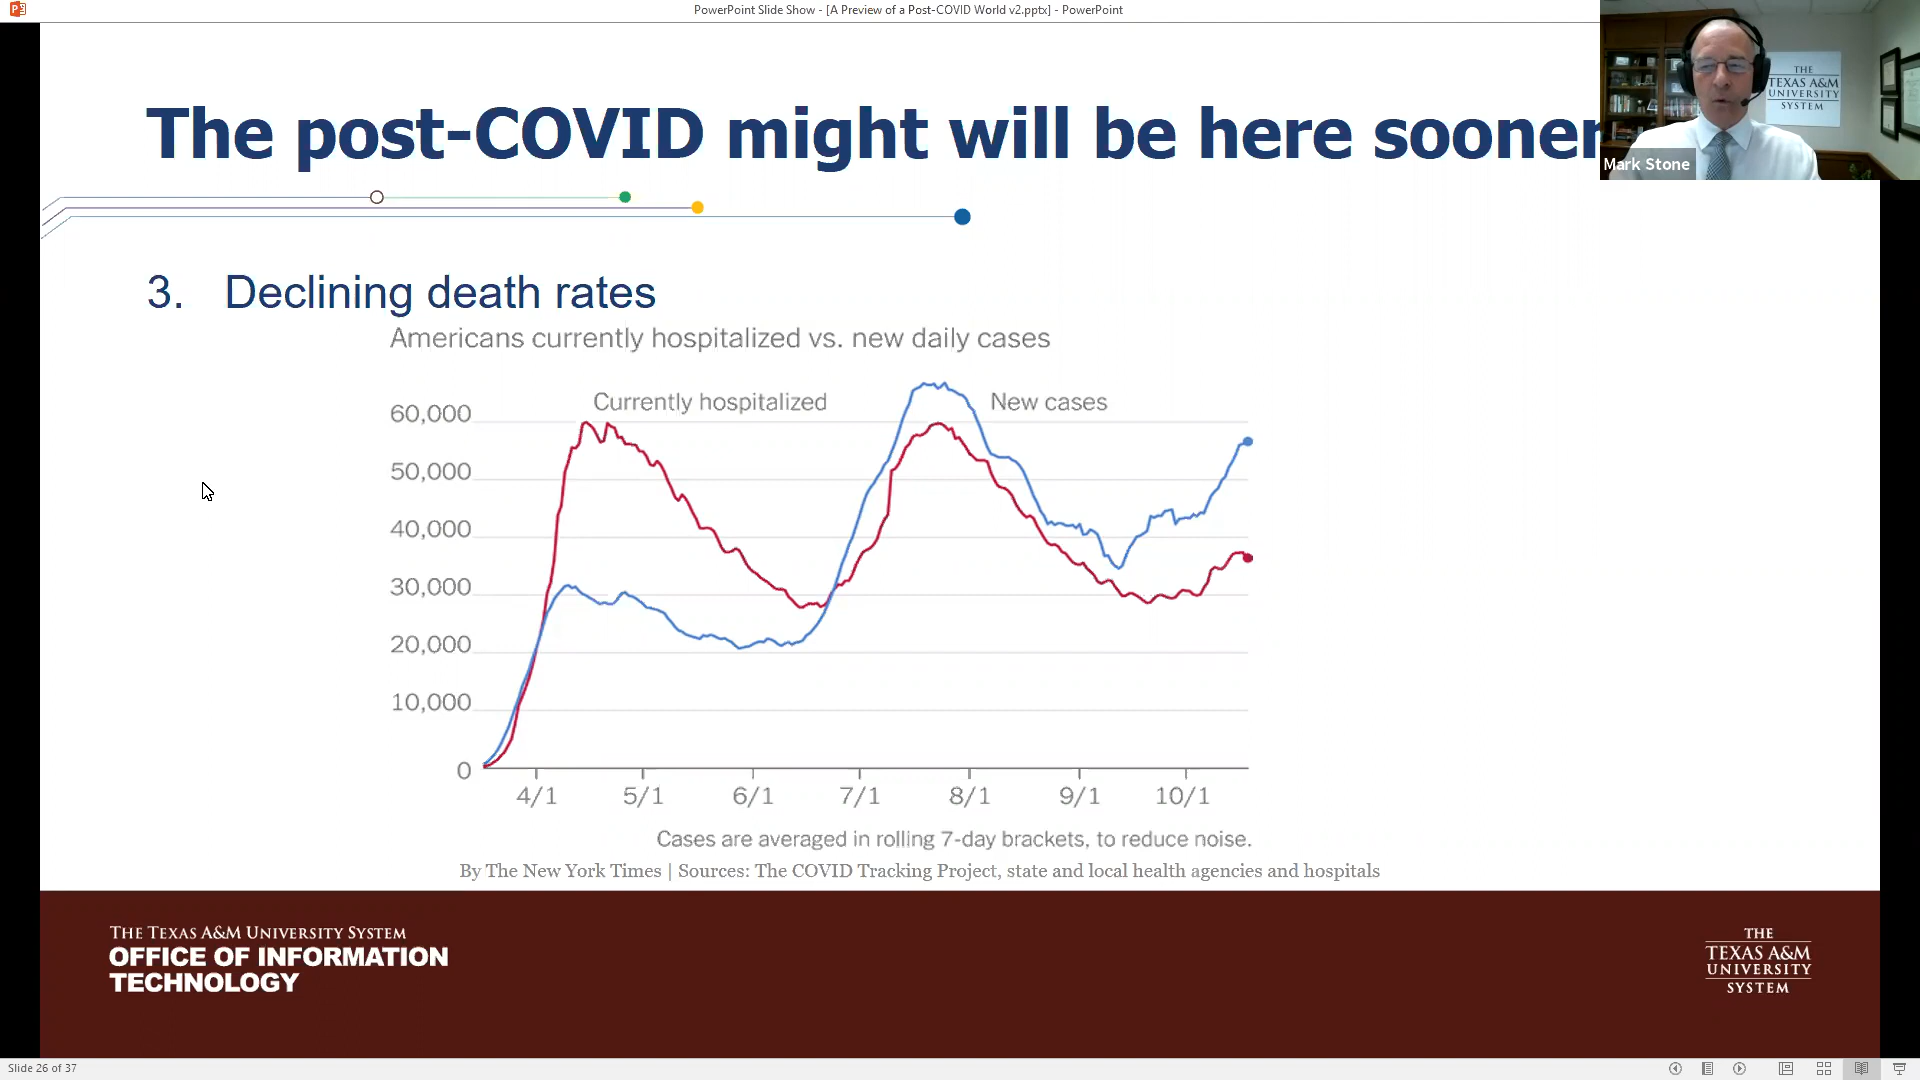 PowerPoint Slide Show - [A Preview of a Post-COVID World v2.pptx] - PowerPoint
The post-COVID might will be here sooner
THE
TEXAS A&M
UNIVERSITY
SYSTEM
Mark Stone
3. Declining death rates
Americans currently hospitalized vs. new daily cases
Currently hospitalized
New cases
60,000
50,000
40,000
30,000
20,000
10,000
0
4/1 5/1 6/1 7/1 8/1 9/1 10/1
Cases are averaged in rolling 7-day brackets, to reduce noise.
By The New York Times | Sources: The COVID Tracking Project, state and local health agencies and hospitals
THE TEXAS A&M UNIVERSITY SYSTEM
OFFICE OF INFORMATION
TECHNOLOGY
THE
TEXAS A&M
UNIVERSITY
SYSTEM
Slide 26 of 37